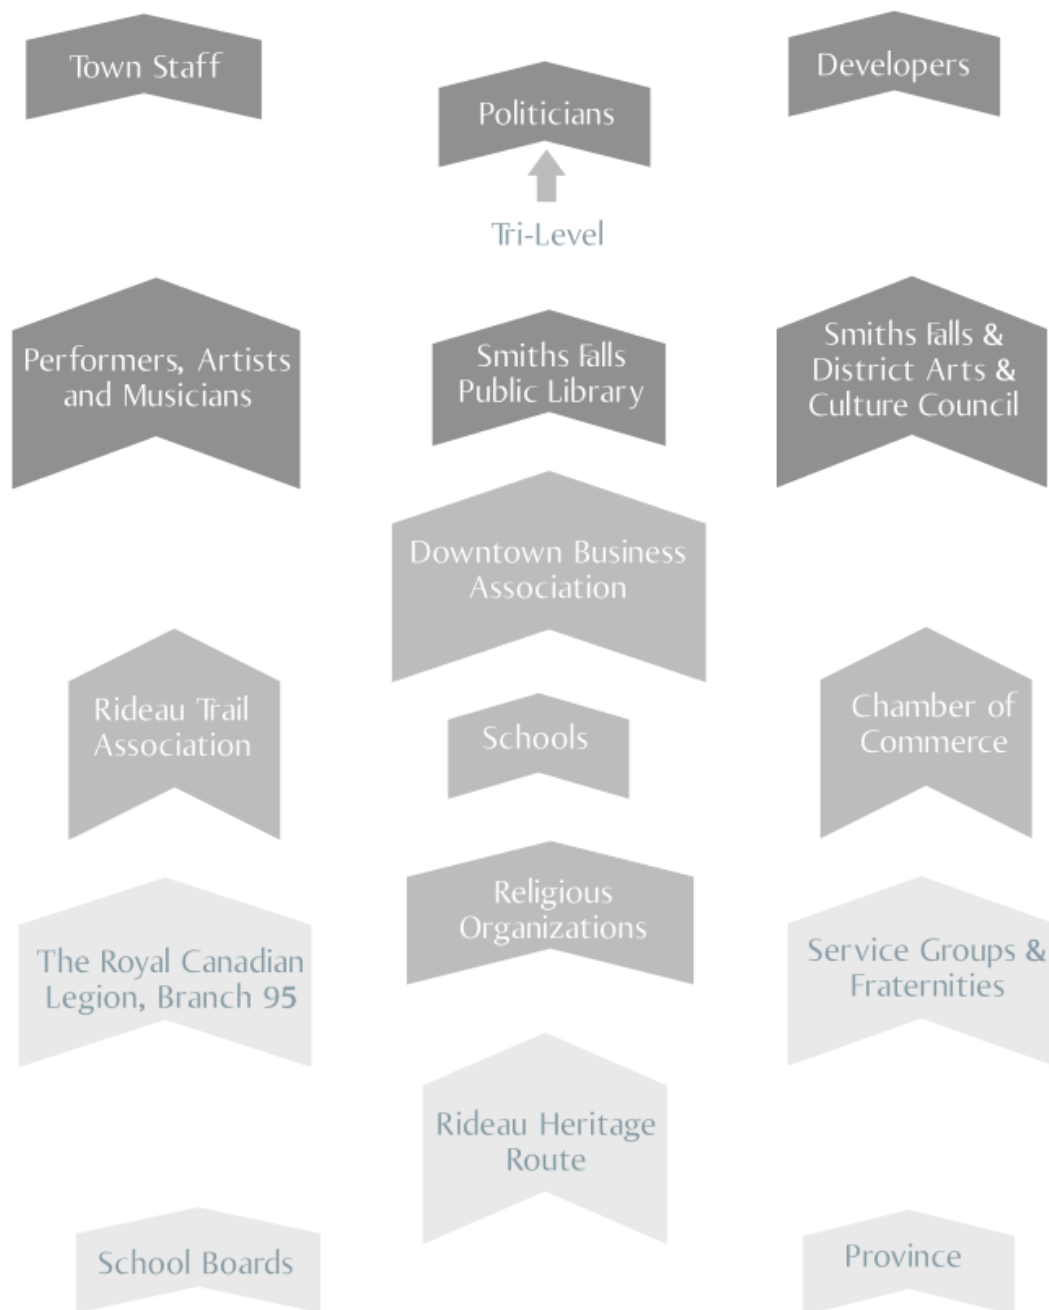 Town Staff
Politicians
Developers
Tri-Level
Performers, Artists
and Musicians
Smiths Falls
Public Library
Smiths Falls &
District Arts &
Culture Council
Downtown Business
Association
Rideau Trail
Association
Schools
Chamber of
Commerce
Religious
Organizations
The Royal Canadian
Legion, Branch 95
Service Groups &
Fraternities
Rideau Heritage
Route
School Boards
Province